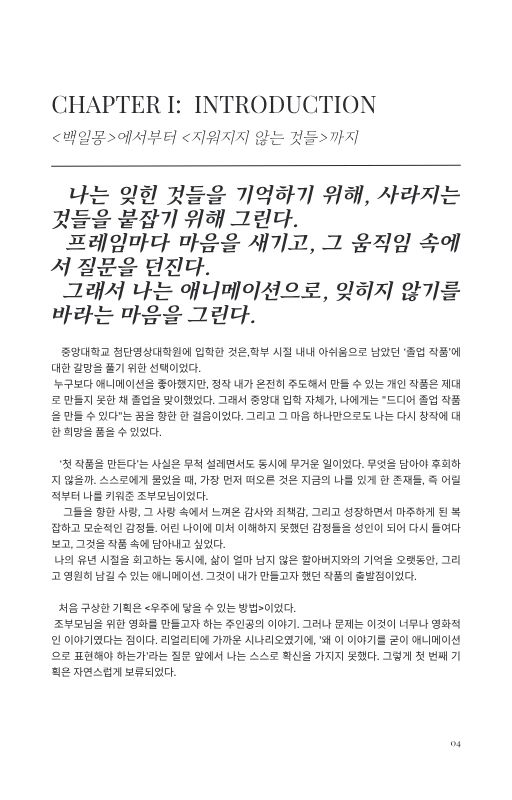 CHAPTER I: INTRODUCTION
<백일몽>에서부터 <지워지지 않는 것들>까지
나는 잊힌 것들을 기억하기 위해, 사라지는
것들을 붙잡기 위해 그린다.
프레임마다 마음을 새기고, 그 움직임 속에
서 질문을 던진다.
그래서 나는 애니메이션으로, 잊히지 않기를
바라는 마음을 그린다.
중앙대학교 첨단영상대학원에 입학한 것은,학부 시절 내내 아쉬움으로 남았던 '졸업 작품'에
대한 갈망을 풀기 위한 선택이었다.
누구보다 애니메이션을 좋아했지만, 정작 내가 온전히 주도해서 만들 수 있는 개인 작품은 제대
로 만들지 못한 채 졸업을 맞이했었다. 그래서 중앙대 입학 자체가, 나에게는 "드디어 졸업 작품
을 만들 수 있다"는 꿈을 향한 한 걸음이었다. 그리고 그 마음 하나만으로도 나는 다시 창작에 대
한 희망을 품을 수 있었다.
'첫 작품을 만든다'는 사실은 무척 설레면서도 동시에 무거운 일이었다. 무엇을 담아야 후회하
지 않을까. 스스로에게 물었을 때, 가장 먼저 떠오른 것은 지금의 나를 있게 한 존재들, 즉 어릴
적부터 나를 키워준 조부모님이었다.
그들을 향한 사랑, 그 사랑 속에서 느껴온 감사와 죄책감, 그리고 성장하면서 마주하게 된 복
잡하고 모순적인 감정들. 어린 나이에 미처 이해하지 못했던 감정들을 성인이 되어 다시 들여다
보고, 그것을 작품 속에 담아내고 싶었다.
나의 유년 시절을 회고하는 동시에, 삶이 얼마 남지 않은 할아버지와의 기억을 오랫동안, 그리
고 영원히 남길 수 있는 애니메이션. 그것이 내가 만들고자 했던 작품의 출발점이었다.
처음 구상한 기획은 <우주에 닿을 수 있는 방법>이었다.
조부모님을 위한 영화를 만들고자 하는 주인공의 이야기. 그러나 문제는 이것이 너무나 영화적
인 이야기였다는 점이다. 리얼리티에 가까운 시나리오였기에, '왜 이 이야기를 굳이 애니메이션
으로 표현해야 하는가'라는 질문 앞에서 나는 스스로 확신을 가지지 못했다. 그렇게 첫 번째 기
획은 자연스럽게 보류되었다.
04